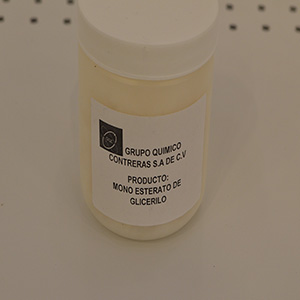 GRUPO QUIMICO
CONTRERAS S.A DE C.V
PRODUCTO:
MONO ESTERATO DE
GLICERILO